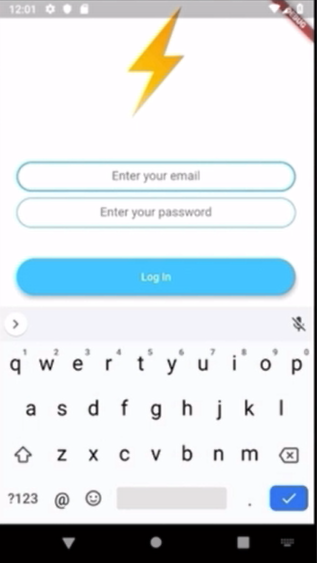 12:01
DEBUG
Enter your email
Enter your password
Log In
1 2 3 4 5 6 7 8 9 0
q w e r t y u i o p
a s d f g h j k l
z x c v b n m
?123 @ .